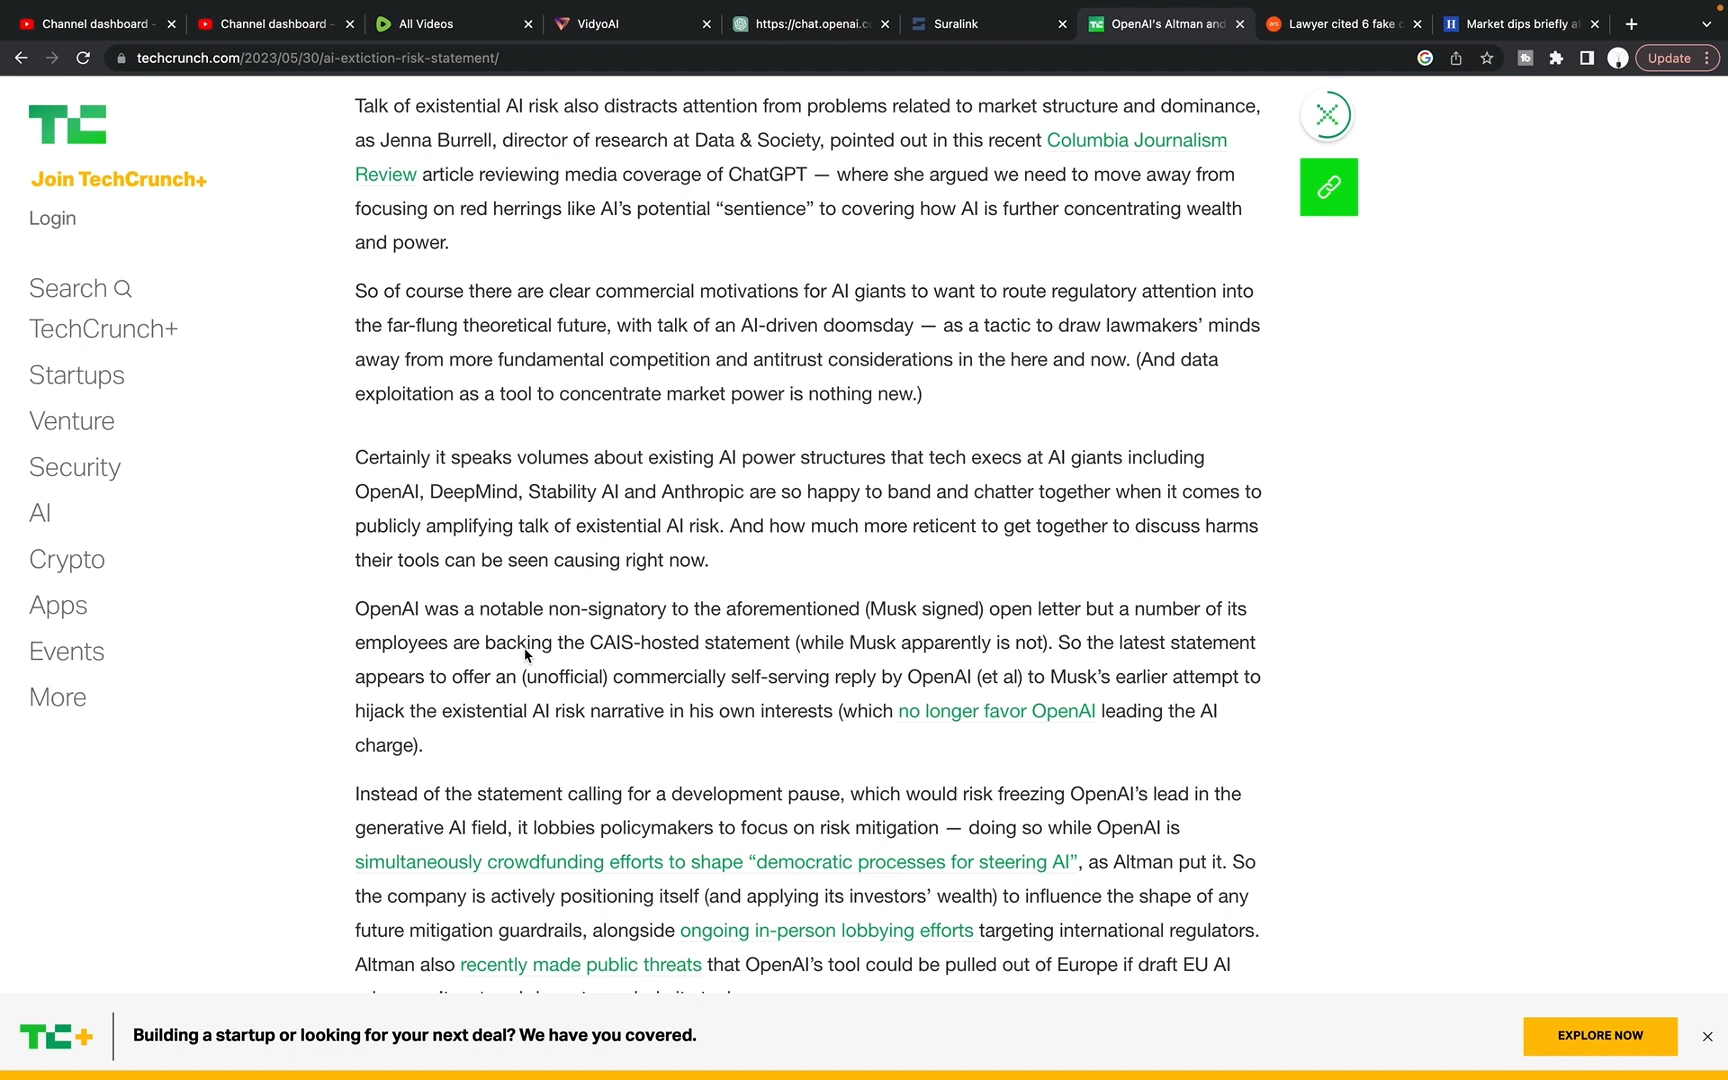 Channel dashboard -
Channel dashboard -
All Videos
VidyoAI
https://chat.openai.c
Suralink
OpenAI's Altman and
Lawyer cited 6 fake c
Market dips briefly a
techcrunch.com/2023/05/30/ai-extiction-risk-statement/
Update
TC
Join TechCrunch+
Login
Search
TechCrunch+
Startups
Venture
Security
AI
Crypto
Apps
Events
More
Talk of existential AI risk also distracts attention from problems related to market structure and dominance,
as Jenna Burrell, director of research at Data & Society, pointed out in this recent Columbia Journalism
Review article reviewing media coverage of ChatGPT — where she argued we need to move away from
focusing on red herrings like AI's potential “sentience” to covering how AI is further concentrating wealth
and power.
So of course there are clear commercial motivations for AI giants to want to route regulatory attention into
the far-flung theoretical future, with talk of an AI-driven doomsday — as a tactic to draw lawmakers’ minds
away from more fundamental competition and antitrust considerations in the here and now. (And data
exploitation as a tool to concentrate market power is nothing new.)
Certainly it speaks volumes about existing AI power structures that tech execs at AI giants including
OpenAI, DeepMind, Stability AI and Anthropic are so happy to band and chatter together when it comes to
publicly amplifying talk of existential AI risk. And how much more reticent to get together to discuss harms
their tools can be seen causing right now.
OpenAI was a notable non-signatory to the aforementioned (Musk signed) open letter but a number of its
employees are backing the CAIS-hosted statement (while Musk apparently is not). So the latest statement
appears to offer an (unofficial) commercially self-serving reply by OpenAI (et al) to Musk's earlier attempt to
hijack the existential AI risk narrative in his own interests (which no longer favor OpenAI leading the AI
charge).
Instead of the statement calling for a development pause, which would risk freezing OpenAI's lead in the
generative AI field, it lobbies policymakers to focus on risk mitigation — doing so while OpenAI is
simultaneously crowdfunding efforts to shape “democratic processes for steering AI”, as Altman put it. So
the company is actively positioning itself (and applying its investors’ wealth) to influence the shape of any
future mitigation guardrails, alongside ongoing in-person lobbying efforts targeting international regulators.
Altman also recently made public threats that OpenAI's tool could be pulled out of Europe if draft EU AI
TC+
Building a startup or looking for your next deal? We have you covered.
EXPLORE NOW